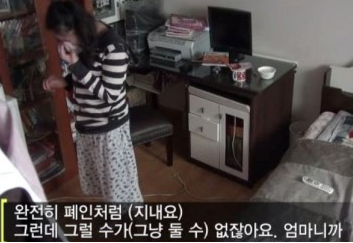 완전히 폐인처럼 (지내요)
그런데 그럴 수가(그냥 둘 수) 없잖아요. 엄마니까